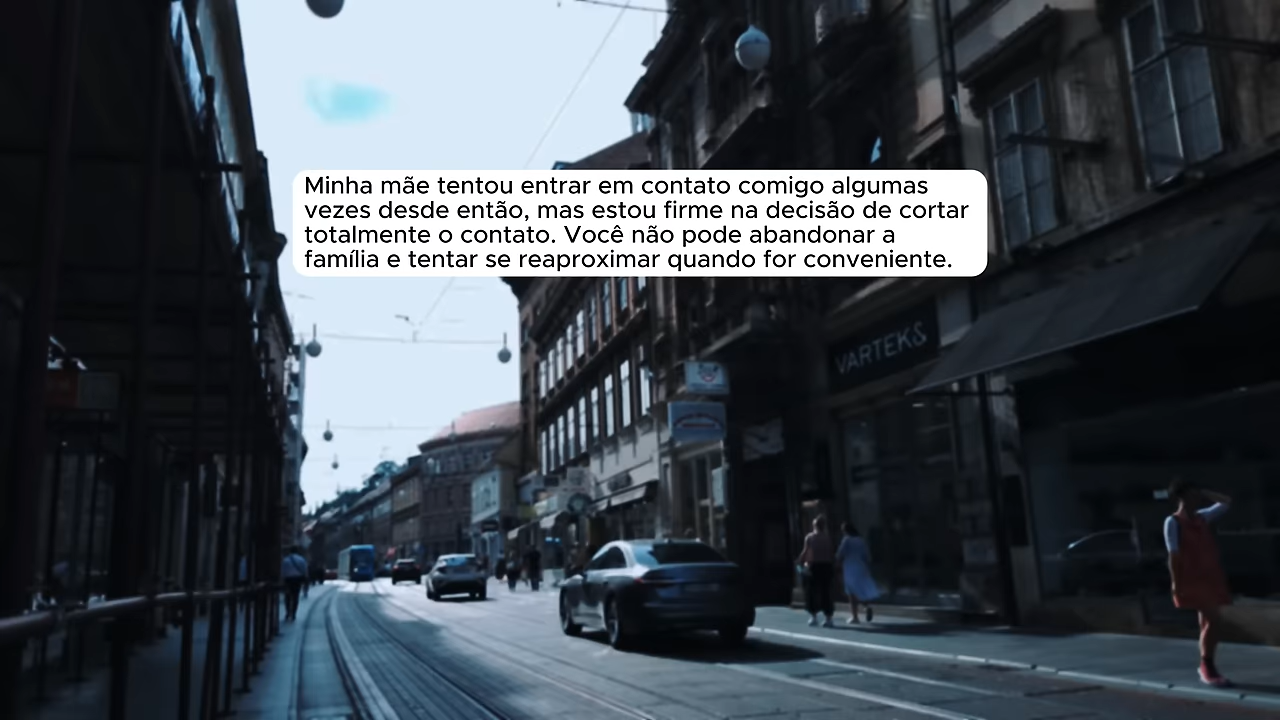 Minha mãe tentou entrar em contato comigo algumas
vezes desde então, mas estou firme na decisão de cortar
totalmente o contato. Você não pode abandonar a
família e tentar se reaproximar quando for conveniente.
VARTEKS